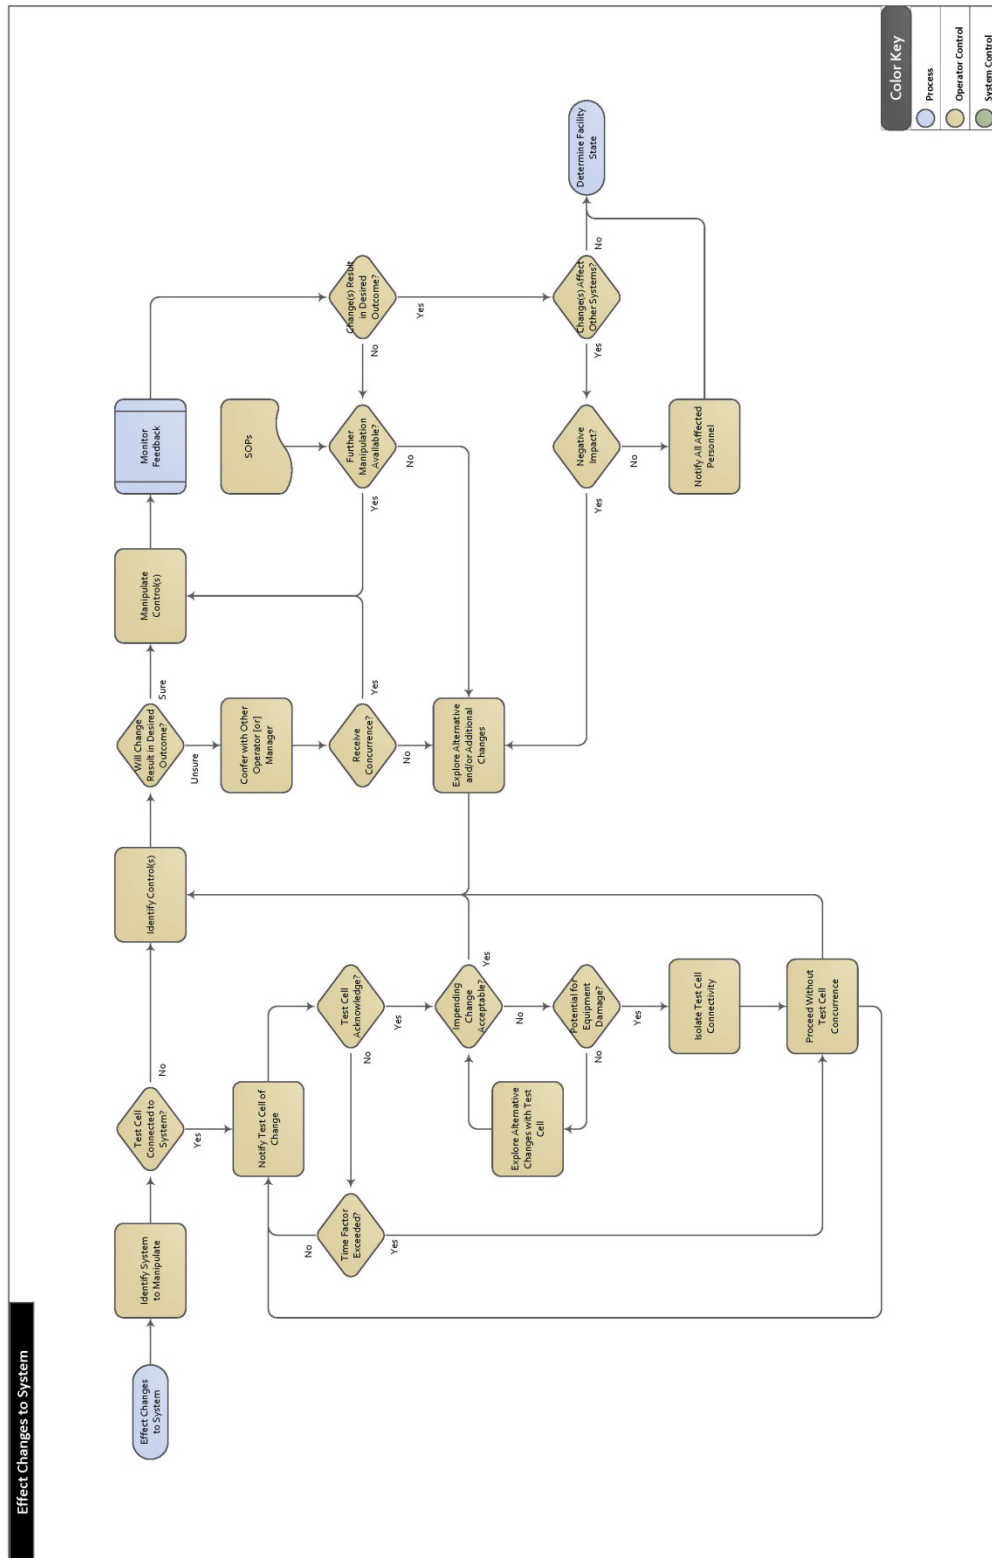 Effect Changes to System
Effect Changes
to System
Identify System
to Manipulate
Test Cell
Connected to
System?
No
Yes
Identify Control(s)
Will Change
Result in Desired
Outcome?
Sure
Unsure
Manipulate
Control(s)
Monitor
Feedback
Notify Test Cell of
Change
Confer with Other
Operator [or]
Manager
SOPs
Time Factor
Exceeded?
No
Yes
Test Cell
Acknowledge?
No
Yes
Receive
Concurrence?
Yes
No
Further
Manipulation
Available?
Yes
No
Change(s) Result
in Desired
Outcome?
No
Yes
Impending
Change
Acceptable?
Yes
No
Explore Alternative
and/or Additional
Changes
Explore Alternative
Changes with Test
Cell
Potential for
Equipment
Damage?
No
Yes
Negative
Impact?
Yes
No
Change(s) Affect
Other Systems?
Yes
No
Determine Facility
State
Isolate Test Cell
Connectivity
Notify All Affected
Personnel
Proceed Without
Test Cell
Concurrence
Color Key
Process
Operator Control
System Control